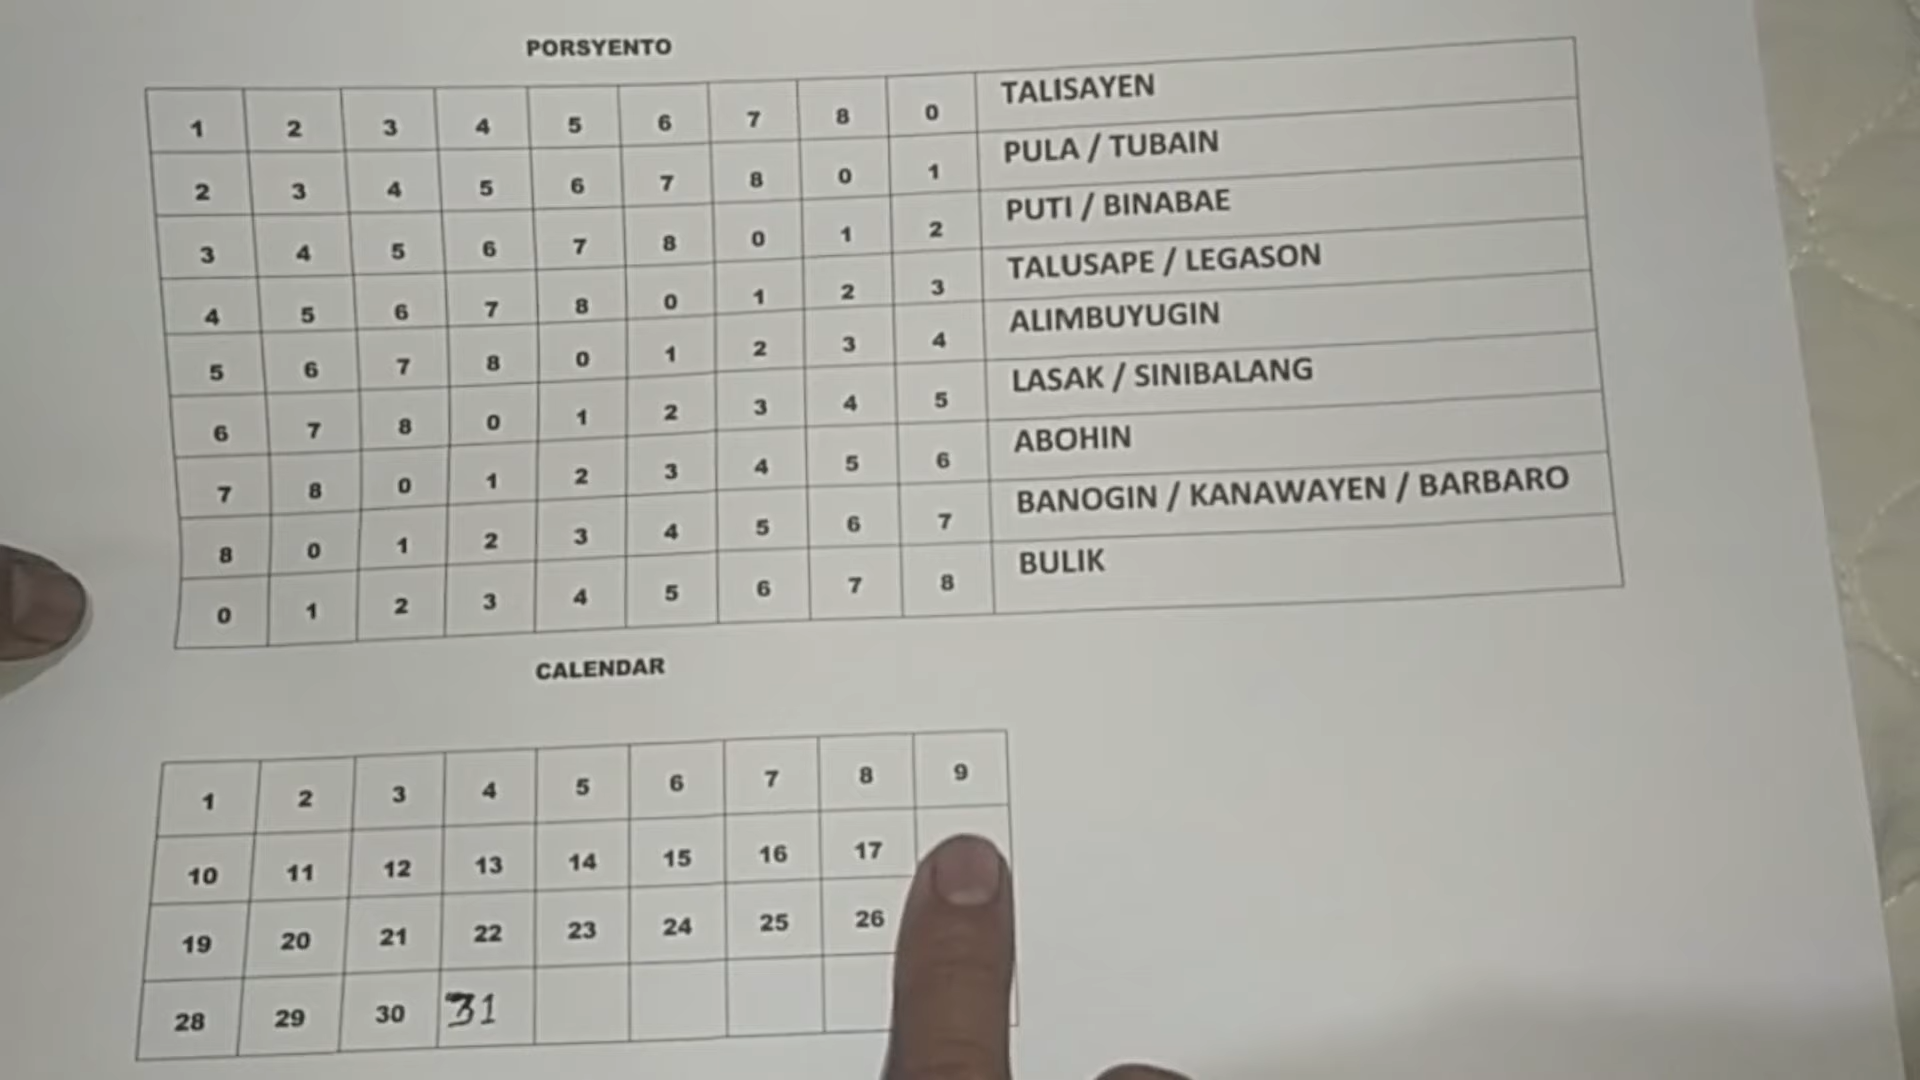 PORSYENTO
1 2 3 4 5 6 7 8 0 TALISAYEN
2 3 4 5 6 7 8 0 1 PULA / TUBAIN
3 4 5 6 7 8 0 1 2 PUTI / BINABAE
4 5 6 7 8 0 1 2 3 TALUSAPE / LEGASON
5 6 7 8 0 1 2 3 4 ALIMBUYUGIN
6 7 8 0 1 2 3 4 5 LASAK / SINIBALANG
7 8 0 1 2 3 4 5 6 ABOHIN
8 0 1 2 3 4 5 6 7 BANOGIN / KANAWAYEN / BARBARO
0 1 2 3 4 5 6 7 8 BULIK
CALENDAR
1 2 3 4 5 6 7 8 9
10 11 12 13 14 15 16 17
19 20 21 22 23 24 25 26
28 29 30 31